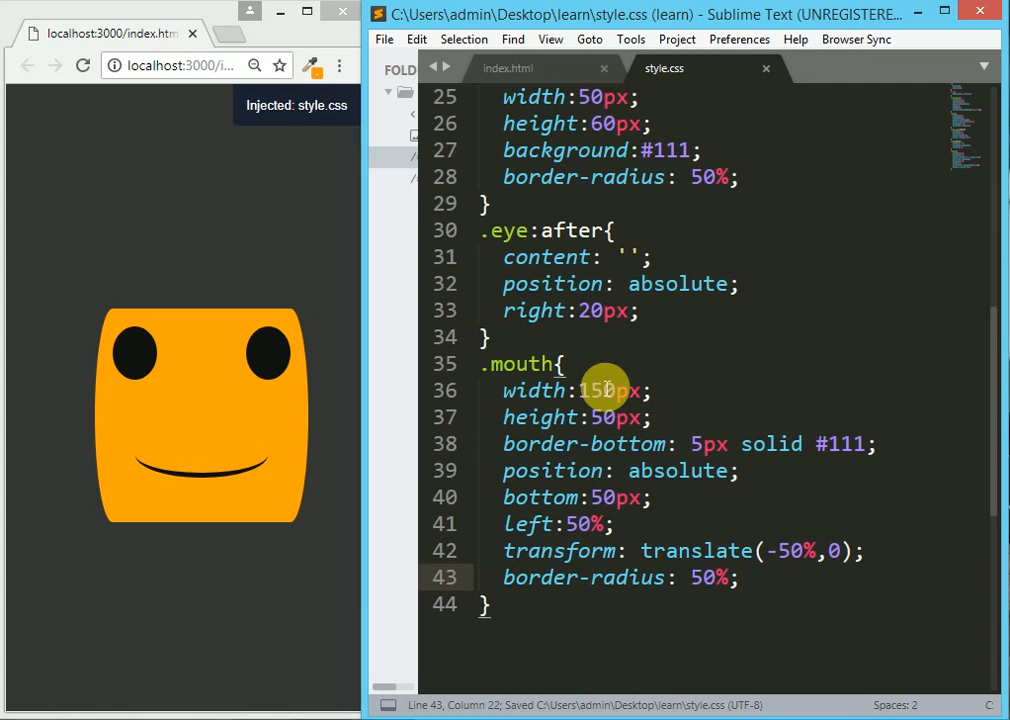 C:\Users\admin\Desktop\learn\style.css (learn) - Sublime Text (UNREGISTERE...
localhost:3000/index.htm
File Edit Selection Find View Goto Tools Project Preferences Help Browser Sync
localhost:3000/i...
FOLD
index.html
style.css
Injected: style.css
25 width:50px;
26 height:60px;
27 background:#111;
28 border-radius: 50%;
29 }
30 .eye:after{
31 content: '';
32 position: absolute;
33 right:20px;
34 }
35 .mouth{
36 width:150px;
37 height:50px;
38 border-bottom: 5px solid #111;
39 position: absolute;
40 bottom:50px;
41 left:50%;
42 transform: translate(-50%,0);
43 border-radius: 50%;
44 }
Line 43, Column 22; Saved C:\Users\admin\Desktop\learn\style.css (UTF-8)
Spaces: 2
C: